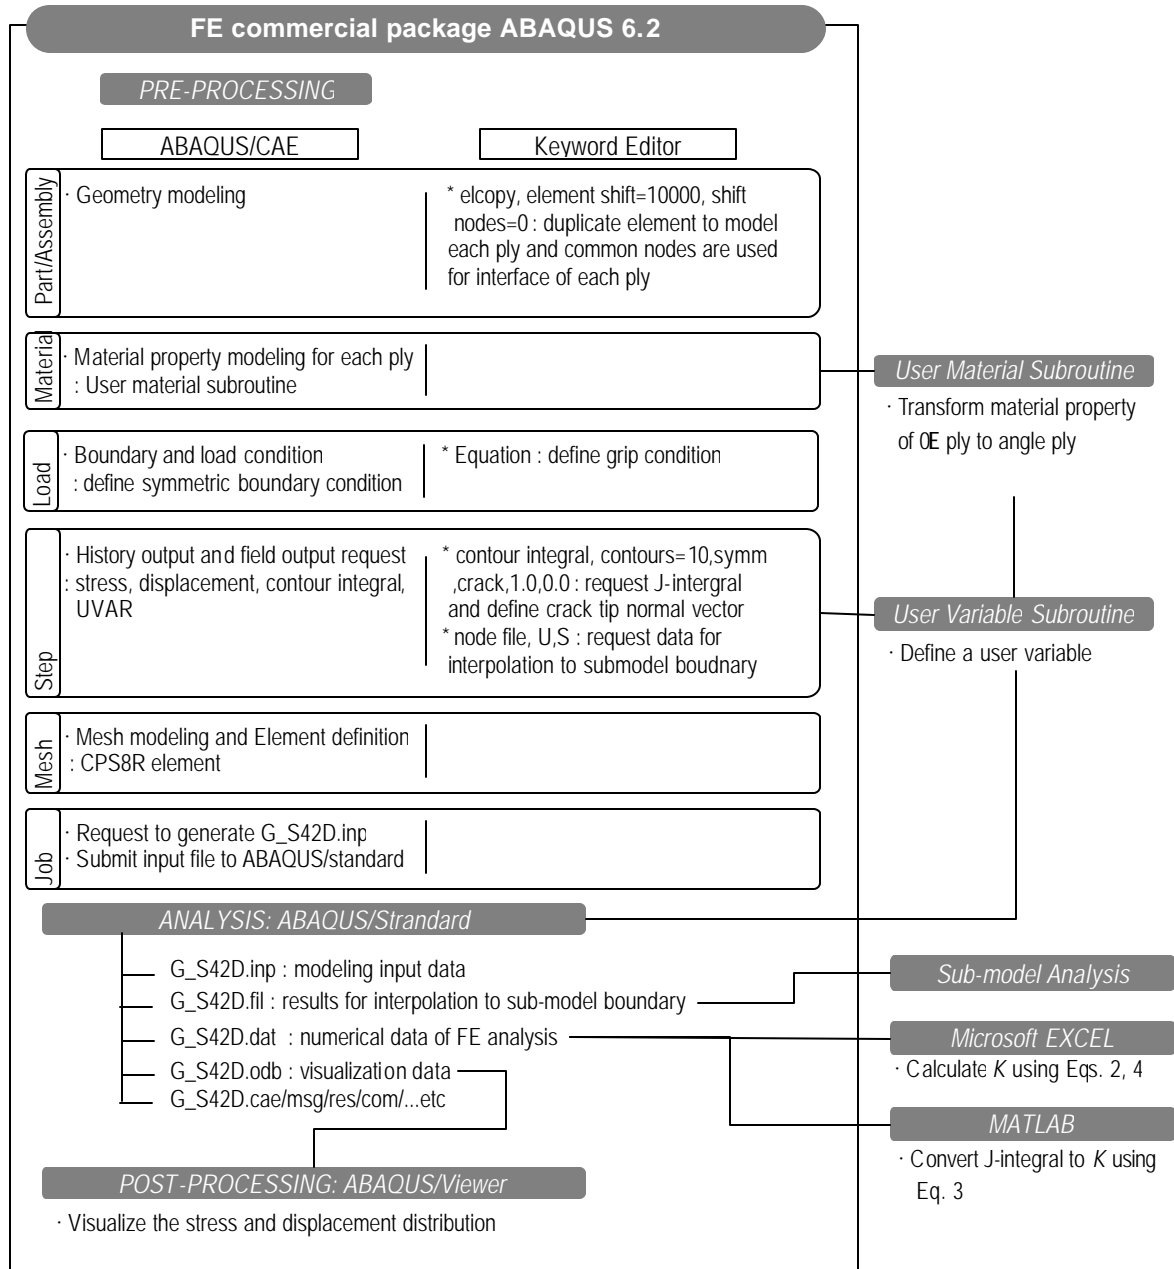 FE commercial package ABAQUS 6.2
PRE-PROCESSING
ABAQUS/CAE
Keyword Editor
Part/Assembly
· Geometry modeling
* elcopy, element shift=10000, shift
nodes=0 : duplicate element to model
each ply and common nodes are used
for interface of each ply
Material
· Material property modeling for each ply
: User material subroutine
User Material Subroutine
· Transform material property
of 0E ply to angle ply
Load
· Boundary and load condition
: define symmetric boundary condition
* Equation : define grip condition
Step
· History output and field output request
: stress, displacement, contour integral,
UVAR
* contour integral, contours=10,symm
,crack,1.0,0.0 : request J-intergral
and define crack tip normal vector
* node file, U,S : request data for
interpolation to submodel boudnary
User Variable Subroutine
· Define a user variable
Mesh
· Mesh modeling and Element definition
: CPS8R element
Job
· Request to generate G_S42D.inp
· Submit input file to ABAQUS/standard
ANALYSIS: ABAQUS/Strandard
G_S42D.inp : modeling input data
G_S42D.fil : results for interpolation to sub-model boundary
G_S42D.dat : numerical data of FE analysis
G_S42D.odb : visualization data
G_S42D.cae/msg/res/com/...etc
Sub-model Analysis
Microsoft EXCEL
· Calculate K using Eqs. 2, 4
MATLAB
· Convert J-integral to K using
Eq. 3
POST-PROCESSING: ABAQUS/Viewer
· Visualize the stress and displacement distribution